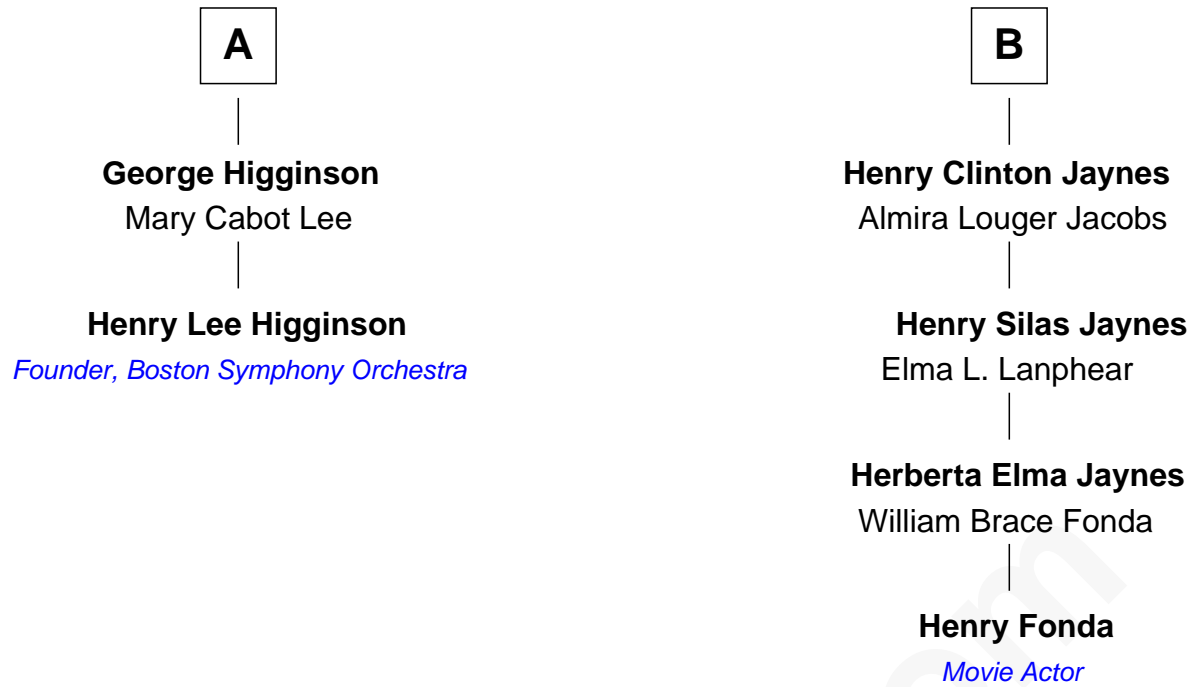 A
George Higginson
Mary Cabot Lee
Henry Lee Higginson
Founder, Boston Symphony Orchestra
B
Henry Clinton Jaynes
Almira Louger Jacobs
Henry Silas Jaynes
Elma L. Lanphear
Herberta Elma Jaynes
William Brace Fonda
Henry Fonda
Movie Actor